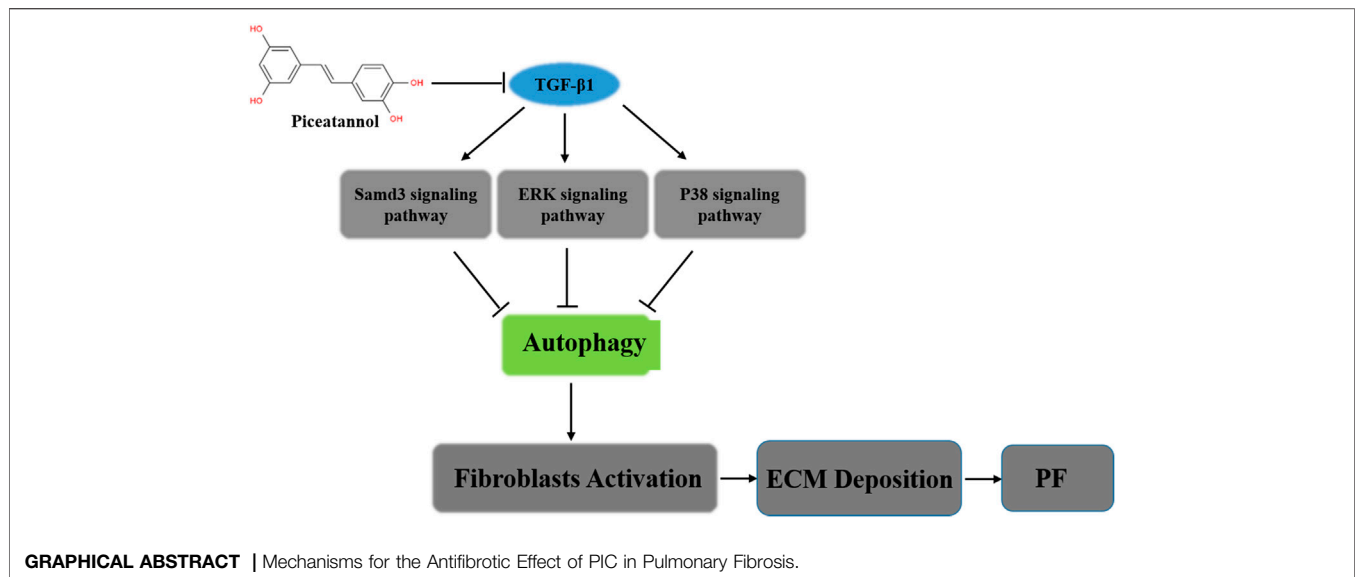 HO
HO
OH
OH
Piceatannol
TGF-β1
Samd3 signaling
pathway
ERK signaling
pathway
P38 signaling
pathway
Autophagy
Fibroblasts Activation
ECM Deposition
PF
GRAPHICAL ABSTRACT | Mechanisms for the Antifibrotic Effect of PIC in Pulmonary Fibrosis.